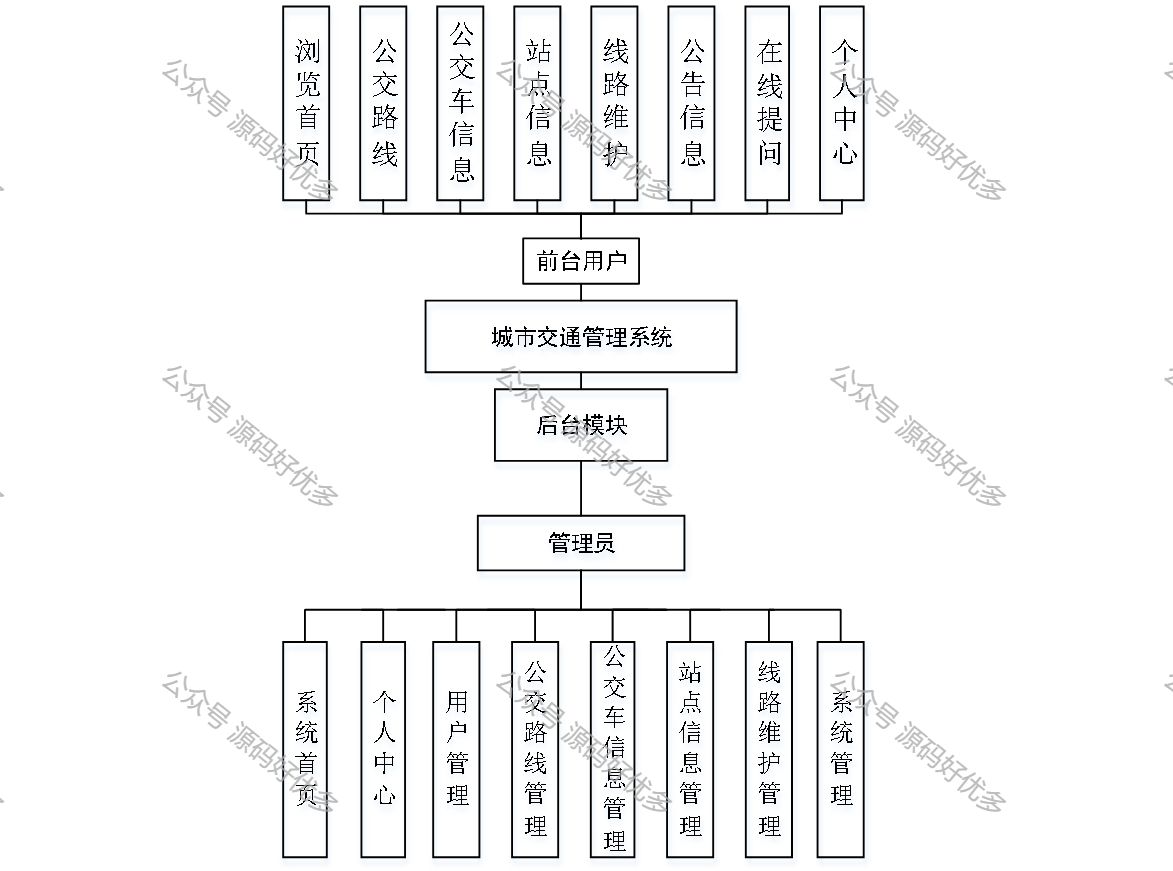 浏览首页
公交路线
公交车信息
站点信息
线路维护
公告信息
在线提问
个人中心
前台用户
城市交通管理系统
后台模块
管理员
系统首页
个人中心
用户管理
公交路线管理
公交车信息管理
站点信息管理
线路维护管理
系统管理
公众号 源码好优多
公众号 源码好优多
公众号 源码好优多
公众号 源码好优多
公众号 源码好优多
公众号 源码好优多
公众号 源码好优多
公众号 源码好优多
公众号 源码好优多